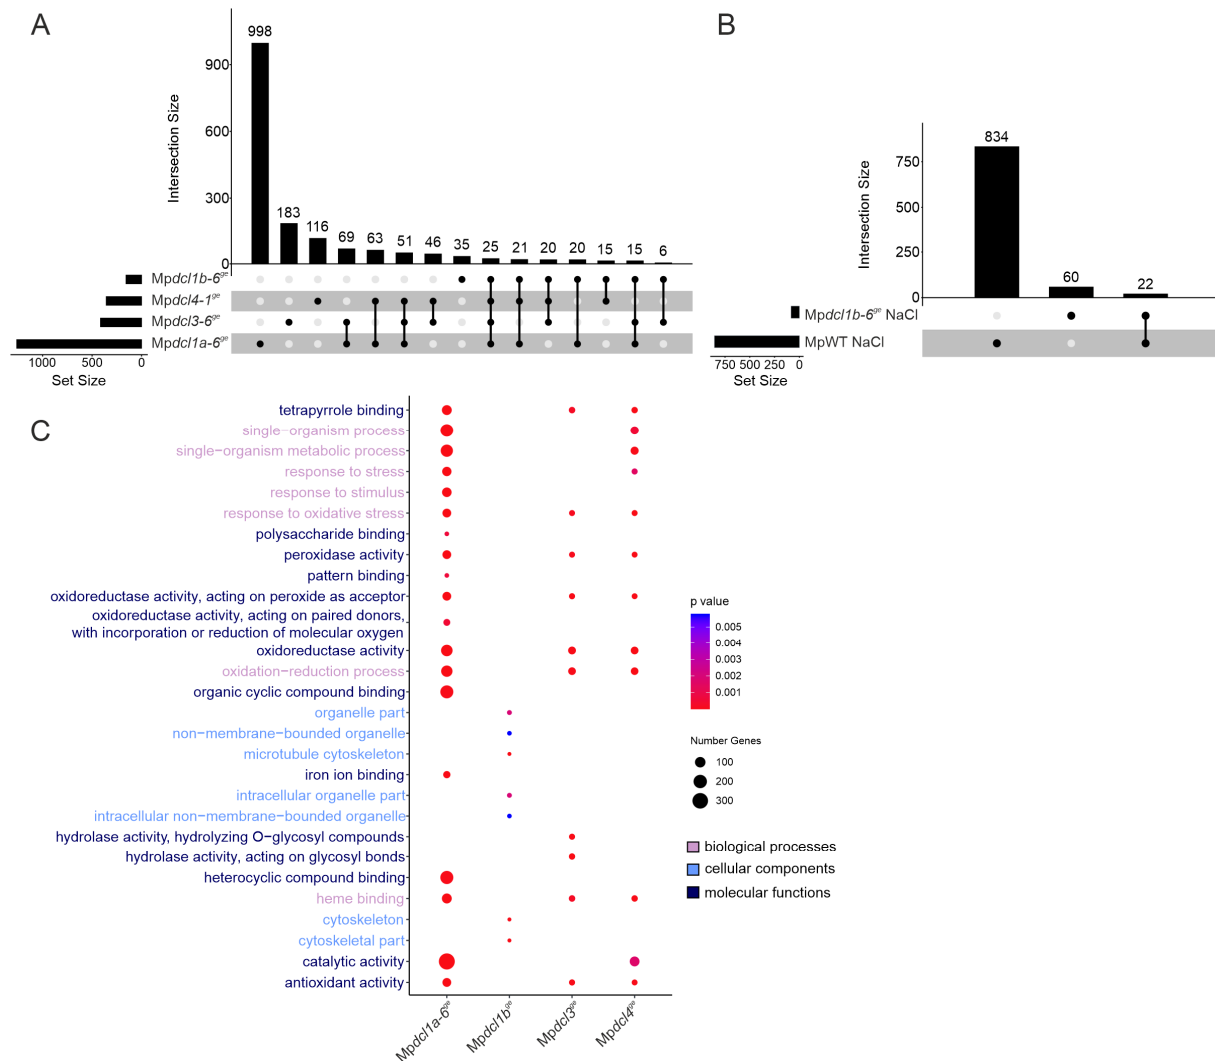 A
998
183
116
69
63
51
46
35
25
21
20
20
15
15
6
Intersection Size
900
600
300
0
Mpdcl1b-6ge
Mpdcl4-1ge
Mpdcl3-6ge
Mpdcl1a-6ge
1000 500 0
Set Size
B
834
60
22
Intersection Size
750
500
250
0
Mpdcl1b-6ge NaCl
MpWT NaCl
750 500 250 0
Set Size
C
tetrapyrrole binding
single−organism process
single−organism metabolic process
response to stress
response to stimulus
response to oxidative stress
polysaccharide binding
peroxidase activity
pattern binding
oxidoreductase activity, acting on peroxide as acceptor
oxidoreductase activity, acting on paired donors,
with incorporation or reduction of molecular oxygen
oxidoreductase activity
oxidation−reduction process
organic cyclic compound binding
organelle part
non−membrane−bounded organelle
microtubule cytoskeleton
iron ion binding
intracellular organelle part
intracellular non−membrane−bounded organelle
hydrolase activity, hydrolyzing O−glycosyl compounds
hydrolase activity, acting on glycosyl bonds
heterocyclic compound binding
heme binding
cytoskeleton
cytoskeletal part
catalytic activity
antioxidant activity
Mpdcl1a-6ge
Mpdcl1bge
Mpdcl3ge
Mpdcl4ge
p value
0.005
0.004
0.003
0.002
0.001
Number Genes
100
200
300
biological processes
cellular components
molecular functions